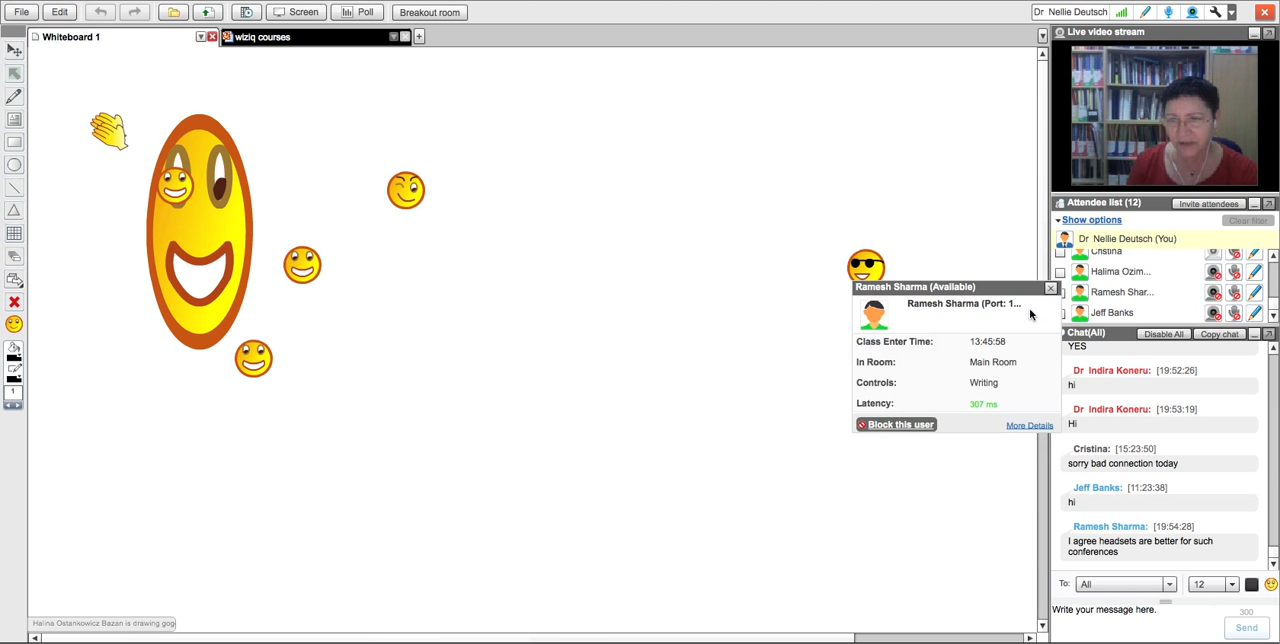 File Edit Screen Poll Breakout room Dr Nellie Deutsch
Whiteboard 1 wiziq courses
Live video stream
Attendee list (12) Invite attendees
Show options Clear filter
Dr Nellie Deutsch (You)
Cristina
Halima Ozim...
Ramesh Shar...
Jeff Banks
Ramesh Sharma (Available)
Ramesh Sharma (Port: 1...
Class Enter Time: 13:45:58
In Room: Main Room
Controls: Writing
Latency: 307 ms
Block this user More Details
Chat(All) Disable All Copy chat
YES
Dr Indira Koneru: [19:52:26]
hi
Dr Indira Koneru: [19:53:19]
Hi
Cristina: [15:23:50]
sorry bad connection today
Jeff Banks: [11:23:38]
hi
Ramesh Sharma: [19:54:28]
I agree headsets are better for such
conferences
To: All 12
Write your message here. 300
Send
1
Halina Ostankowicz Bazan is drawing gog